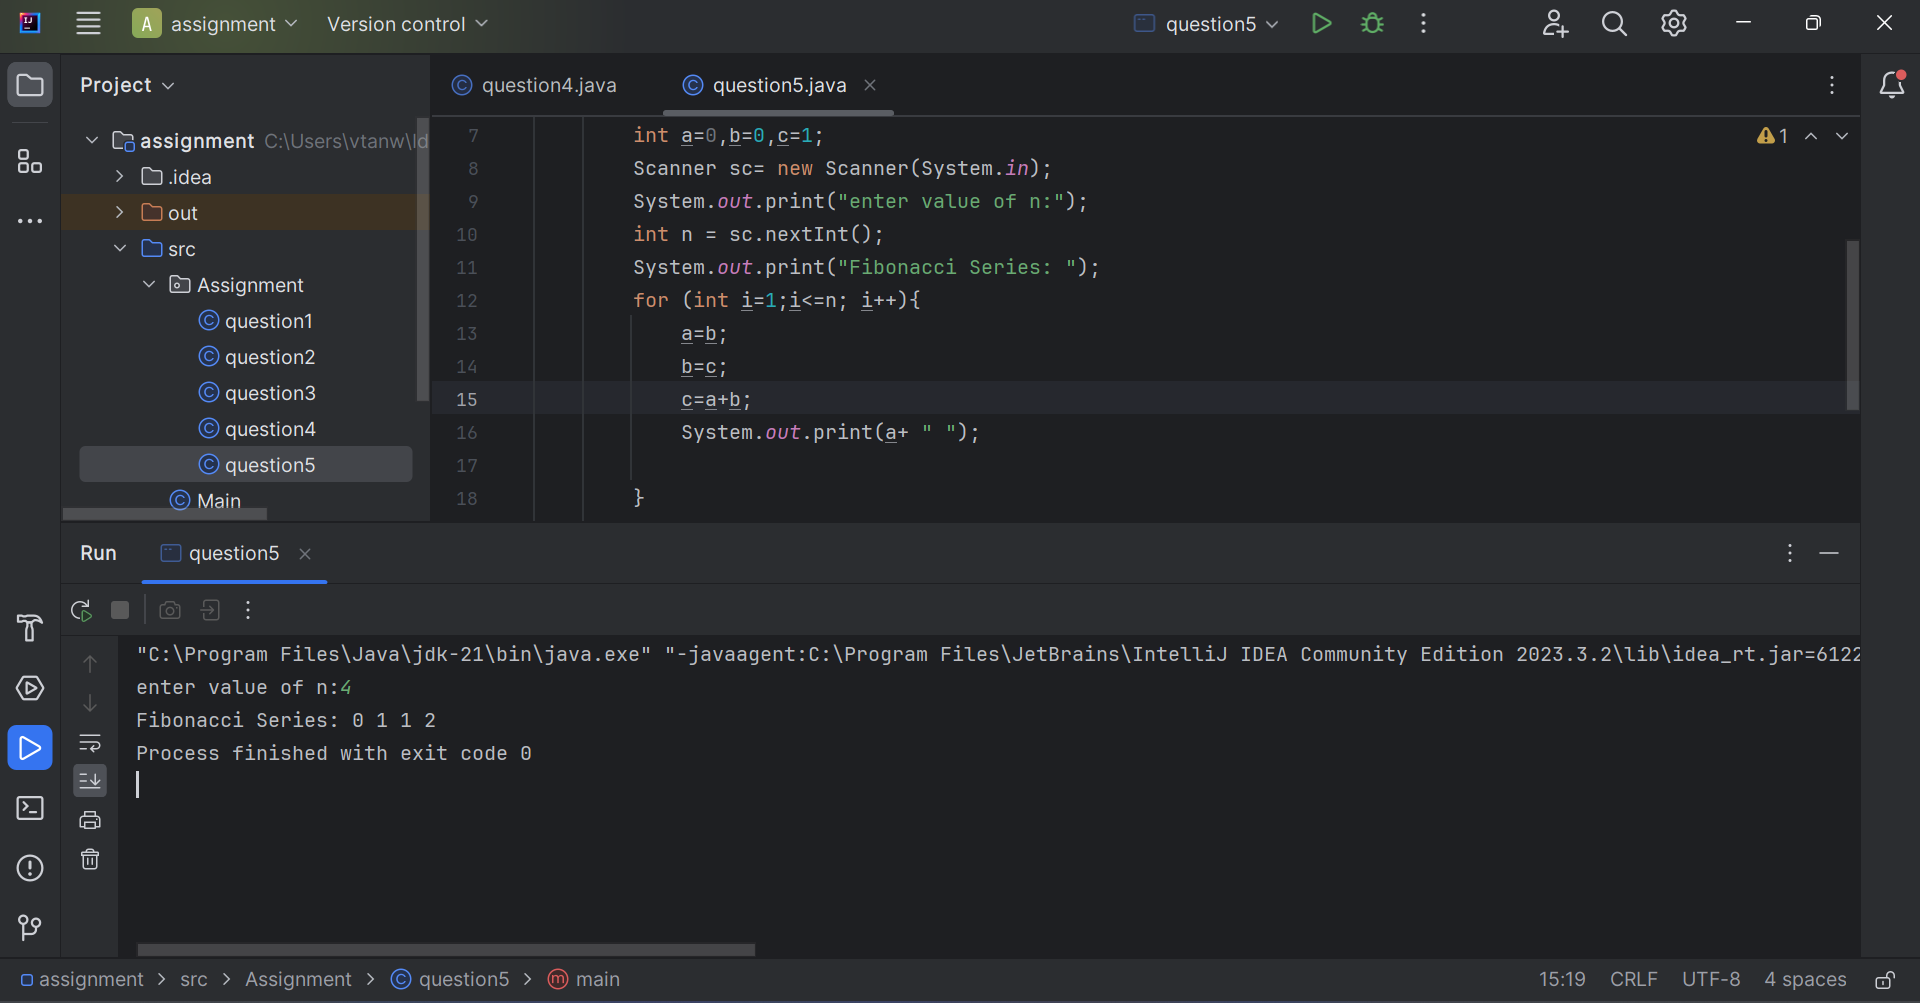 A assignment Version control question5
Project
question4.java question5.java
assignment C:\Users\vtanw\Id
.idea
out
src
Assignment
question1
question2
question3
question4
question5
Main
7 int a=0,b=0,c=1;
8 Scanner sc= new Scanner(System.in);
9 System.out.print("enter value of n:");
10 int n = sc.nextInt();
11 System.out.print("Fibonacci Series: ");
12 for (int i=1;i<=n; i++){
13 a=b;
14 b=c;
15 c=a+b;
16 System.out.print(a+ " ");
17
18 }
1
Run question5
"C:\Program Files\Java\jdk-21\bin\java.exe" "-javaagent:C:\Program Files\JetBrains\IntelliJ IDEA Community Edition 2023.3.2\lib\idea_rt.jar=6122
enter value of n:4
Fibonacci Series: 0 1 1 2
Process finished with exit code 0
assignment > src > Assignment > question5 > main 15:19 CRLF UTF-8 4 spaces